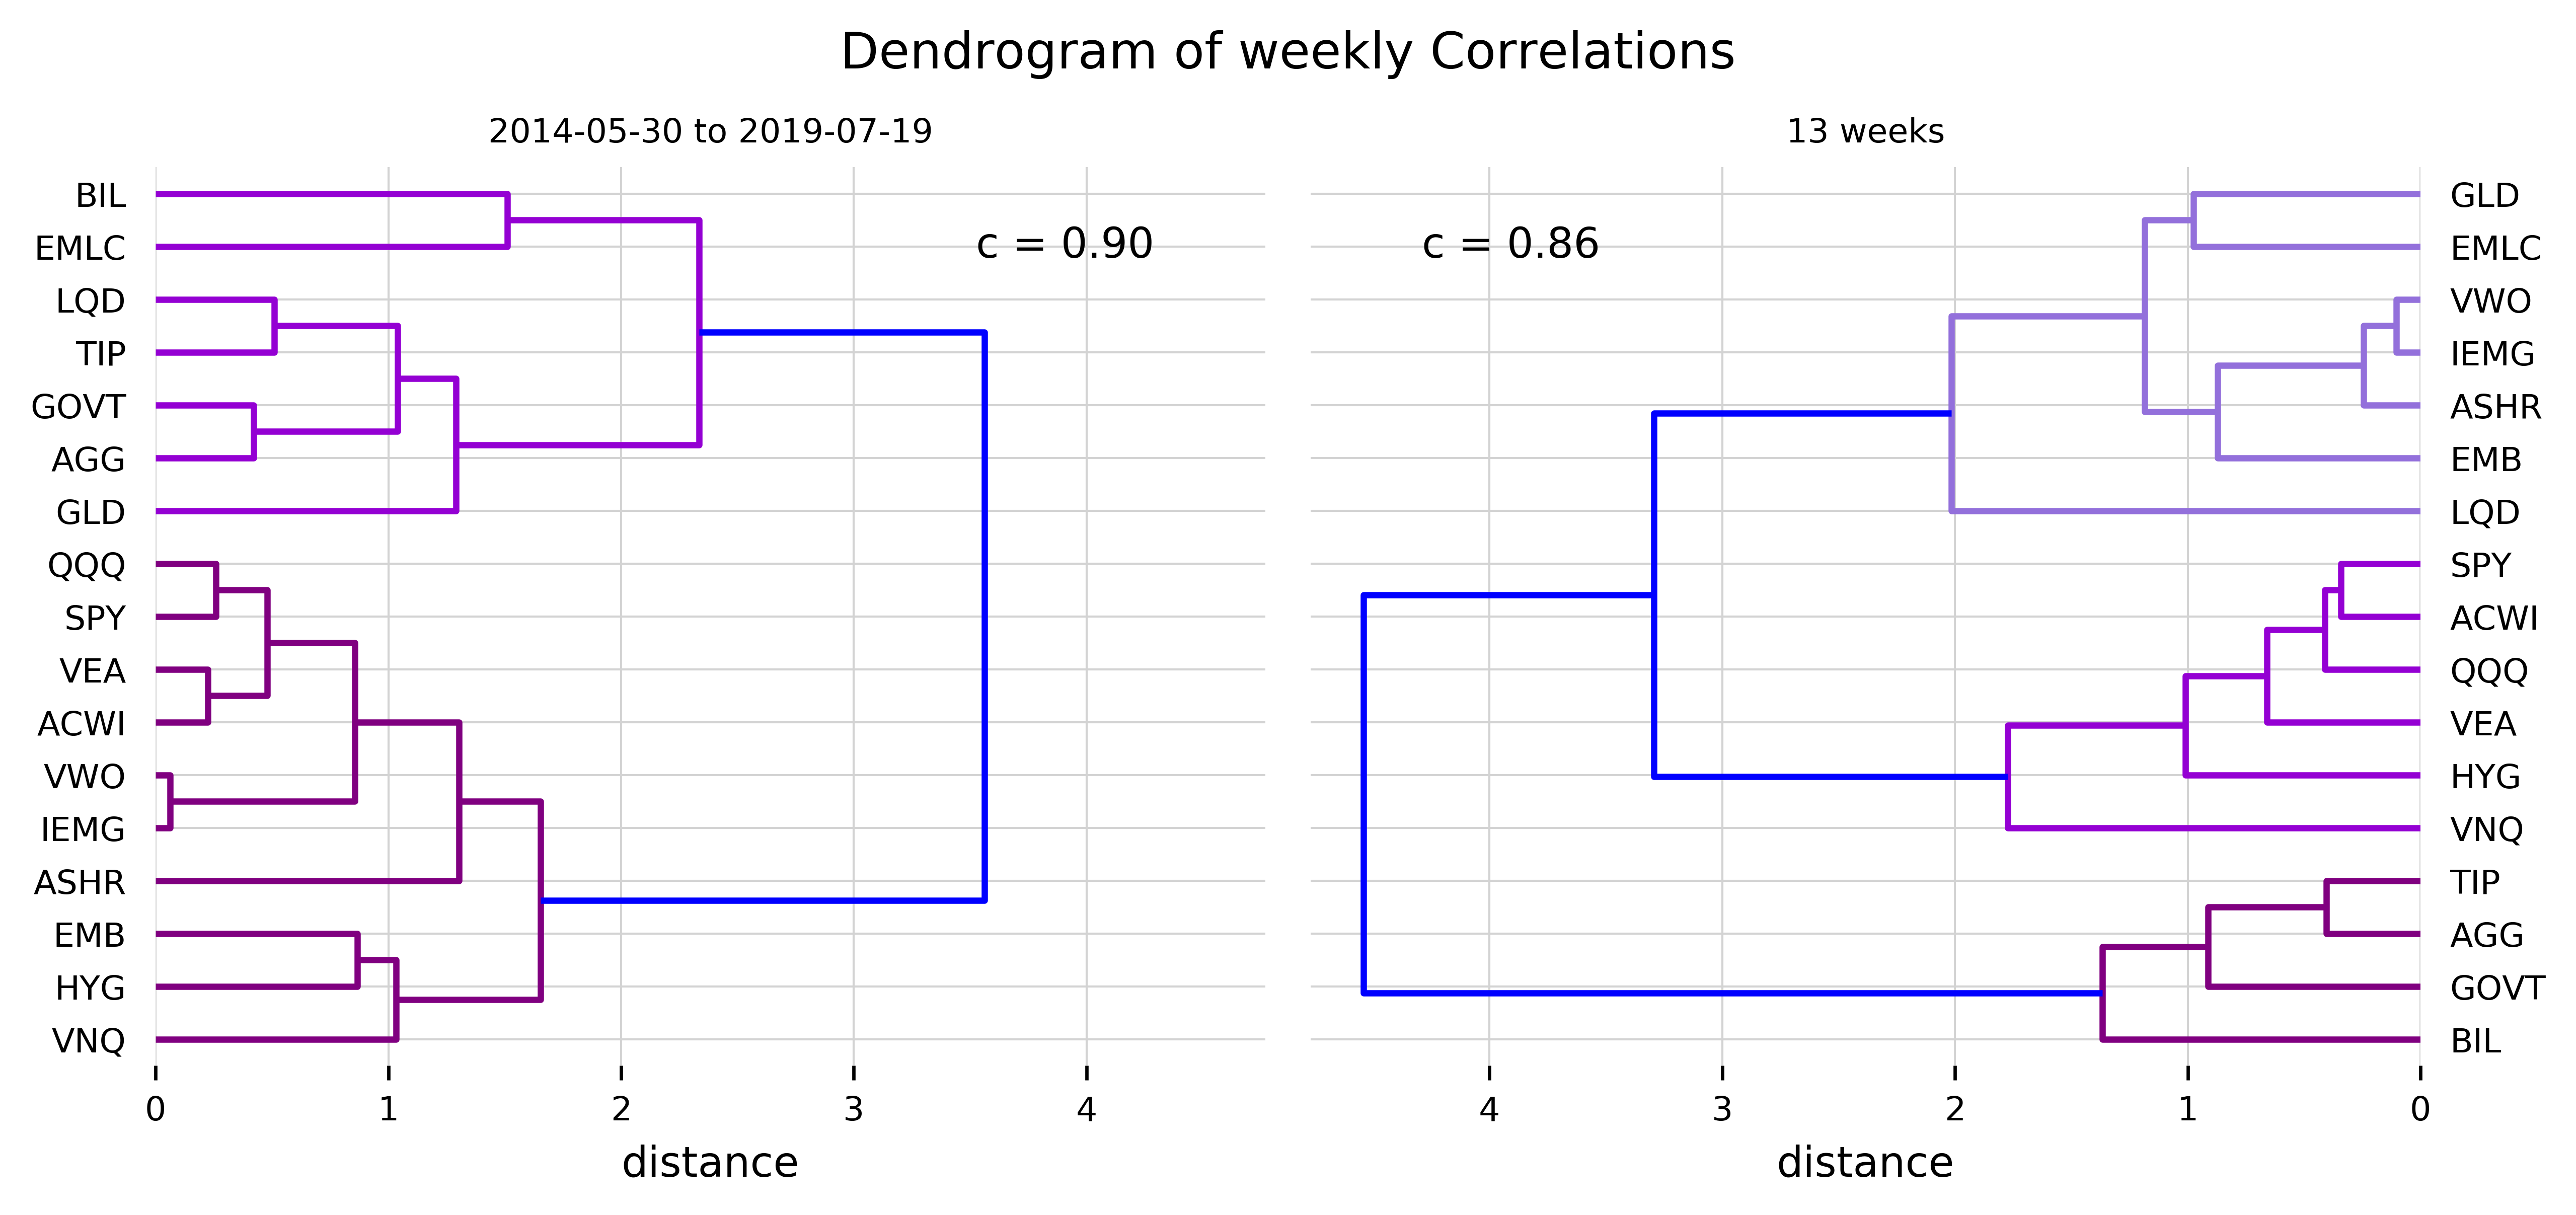 Dendrogram of weekly Correlations
2014-05-30 to 2019-07-19
BIL
EMLC
LQD
TIP
GOVT
AGG
GLD
QQQ
SPY
VEA
ACWI
VWO
IEMG
ASHR
EMB
HYG
VNQ
c = 0.90
0 1 2 3 4
distance
13 weeks
c = 0.86
GLD
EMLC
VWO
IEMG
ASHR
EMB
LQD
SPY
ACWI
QQQ
VEA
HYG
VNQ
TIP
AGG
GOVT
BIL
4 3 2 1 0
distance